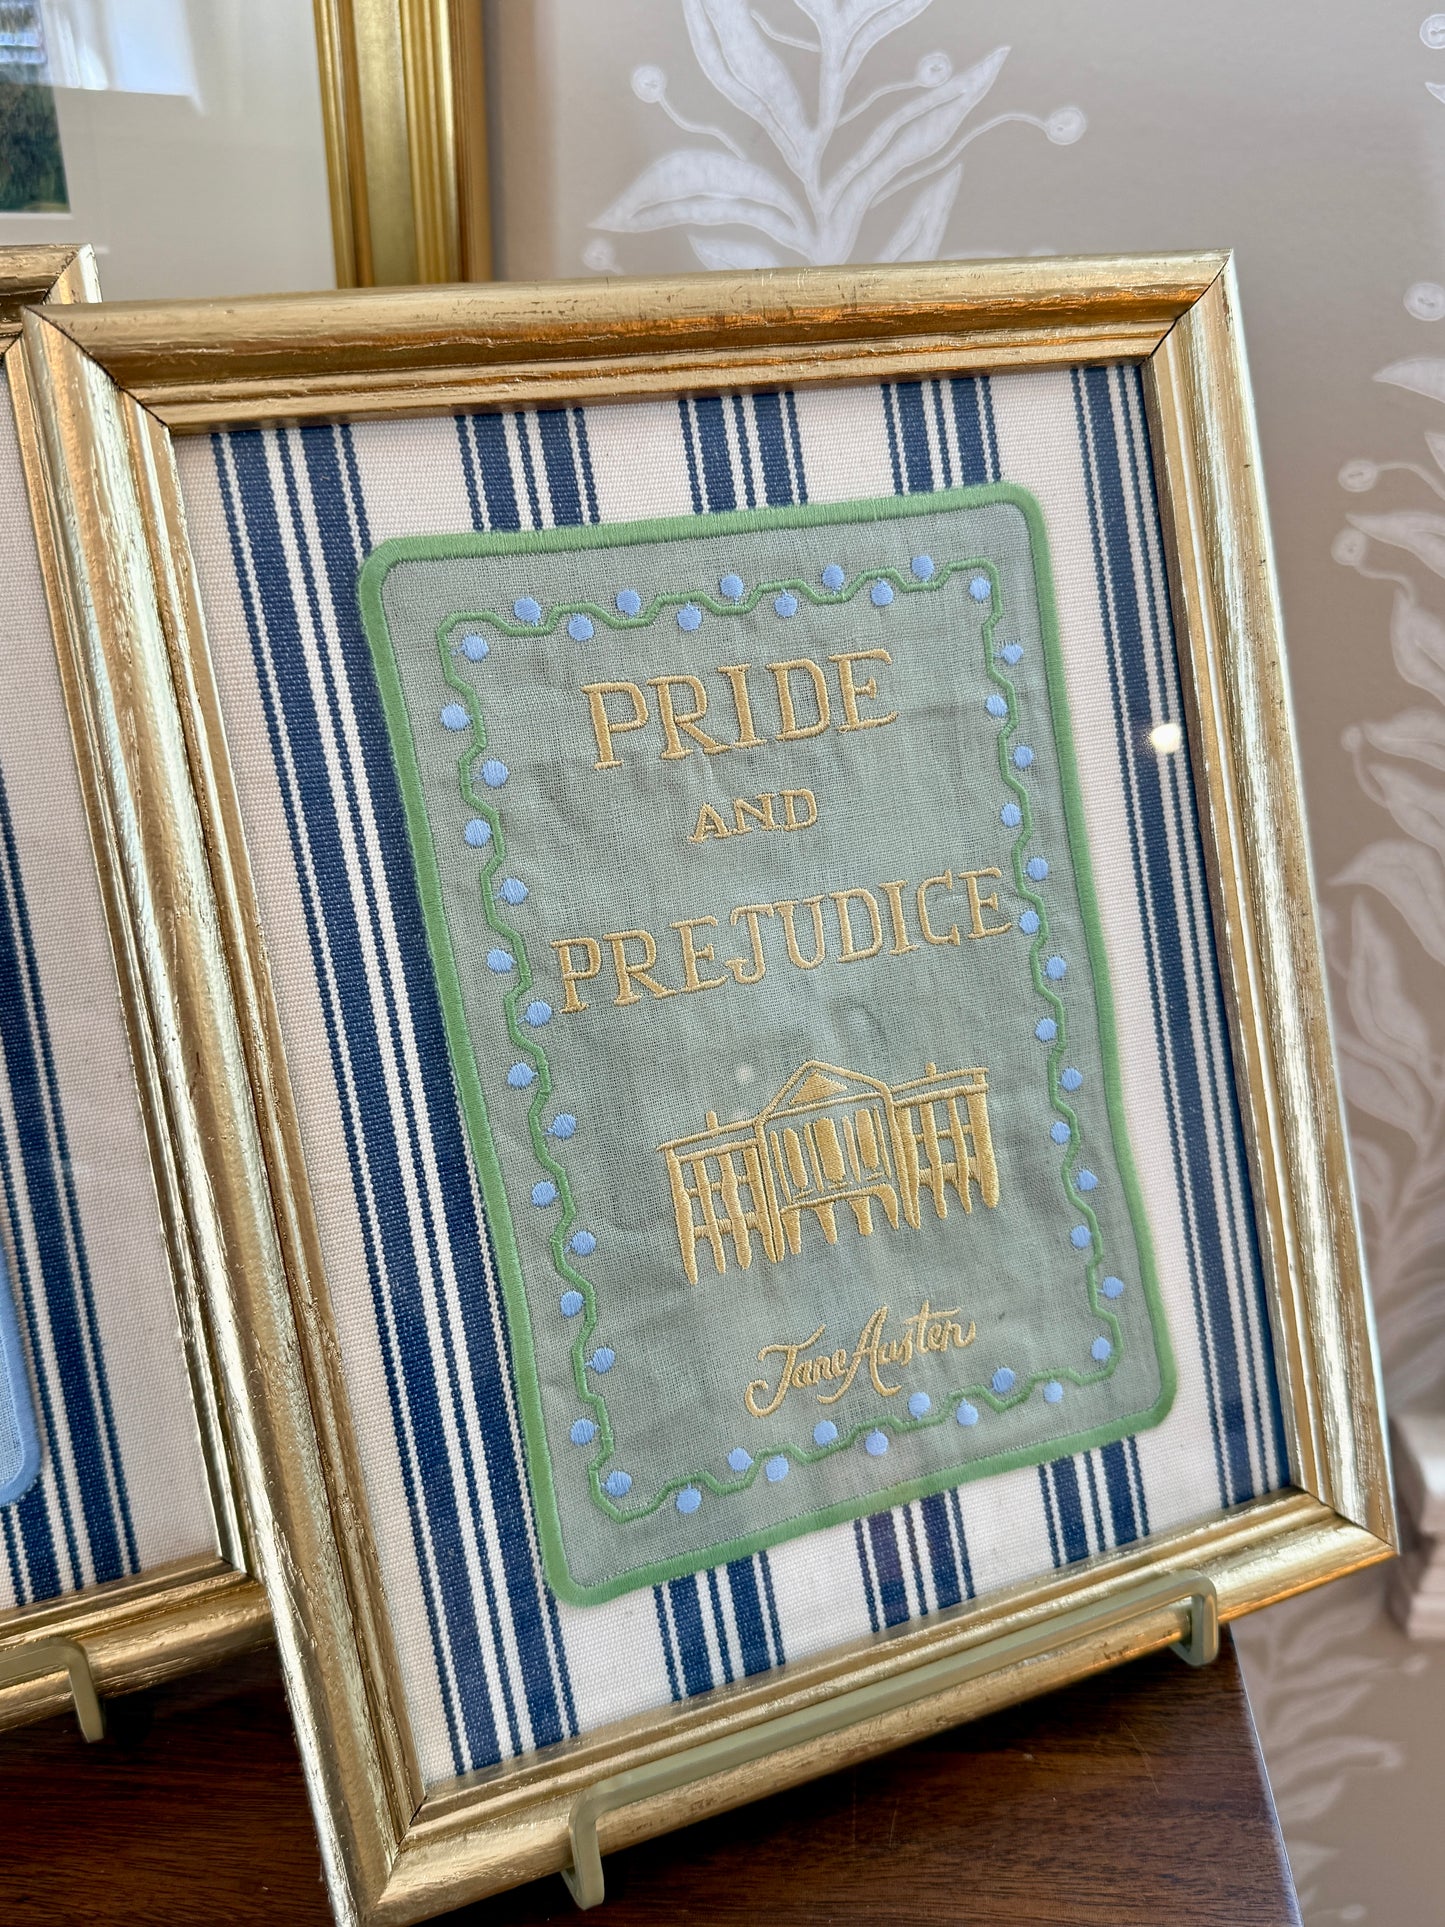 PRIDE
AND
PREJUDICE
Jane Austen